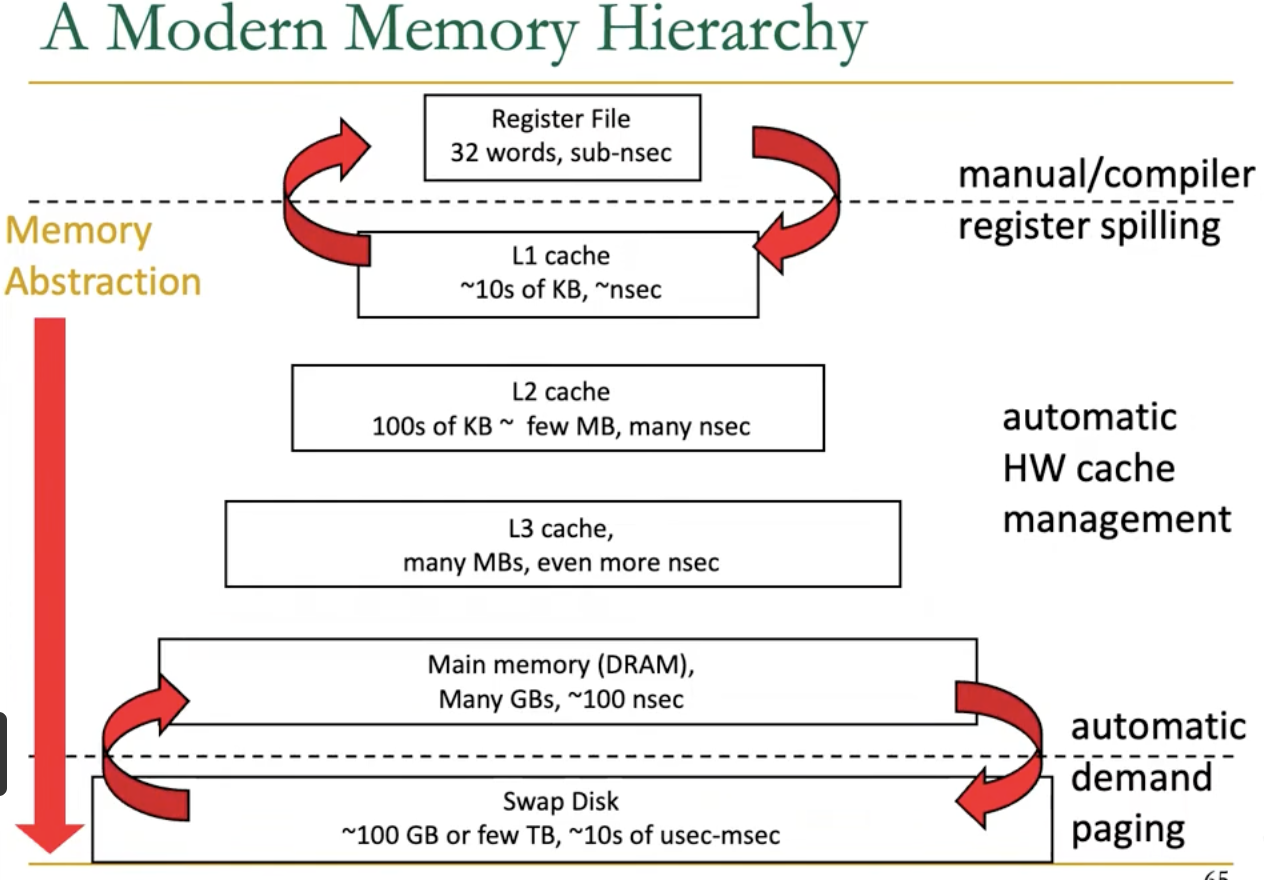 A Modern Memory Hierarchy
Register File
32 words, sub-nsec
manual/compiler
register spilling
Memory
Abstraction
L1 cache
~10s of KB, ~nsec
L2 cache
100s of KB ~ few MB, many nsec
automatic
HW cache
management
L3 cache,
many MBs, even more nsec
Main memory (DRAM),
Many GBs, ~100 nsec
automatic
demand
paging
Swap Disk
~100 GB or few TB, ~10s of usec-msec
65